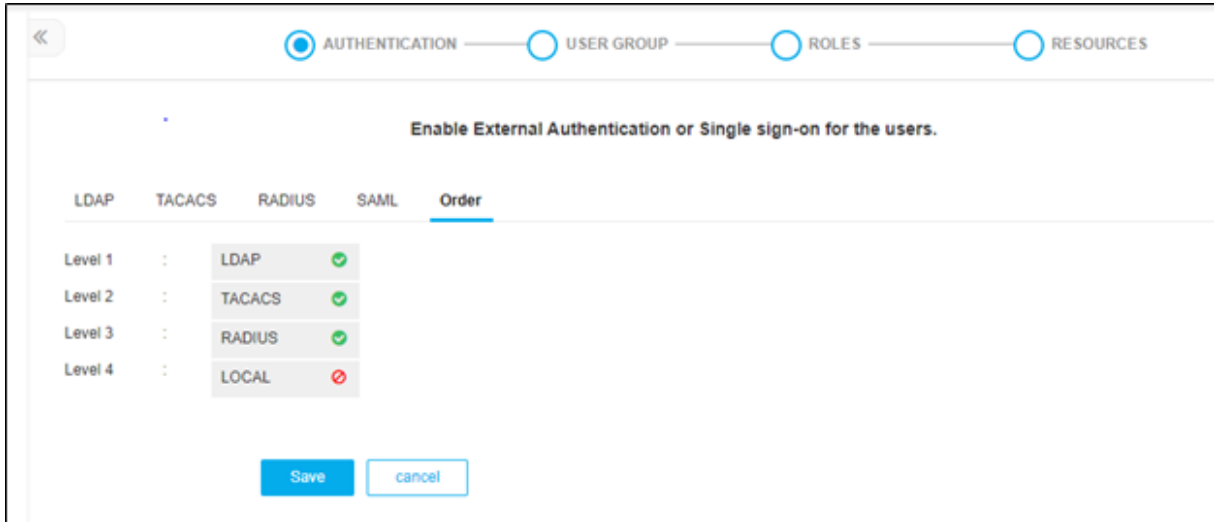 AUTHENTICATION USER GROUP ROLES RESOURCES
Enable External Authentication or Single sign-on for the users.
LDAP TACACS RADIUS SAML Order
Level 1 : LDAP
Level 2 : TACACS
Level 3 : RADIUS
Level 4 : LOCAL
Save cancel